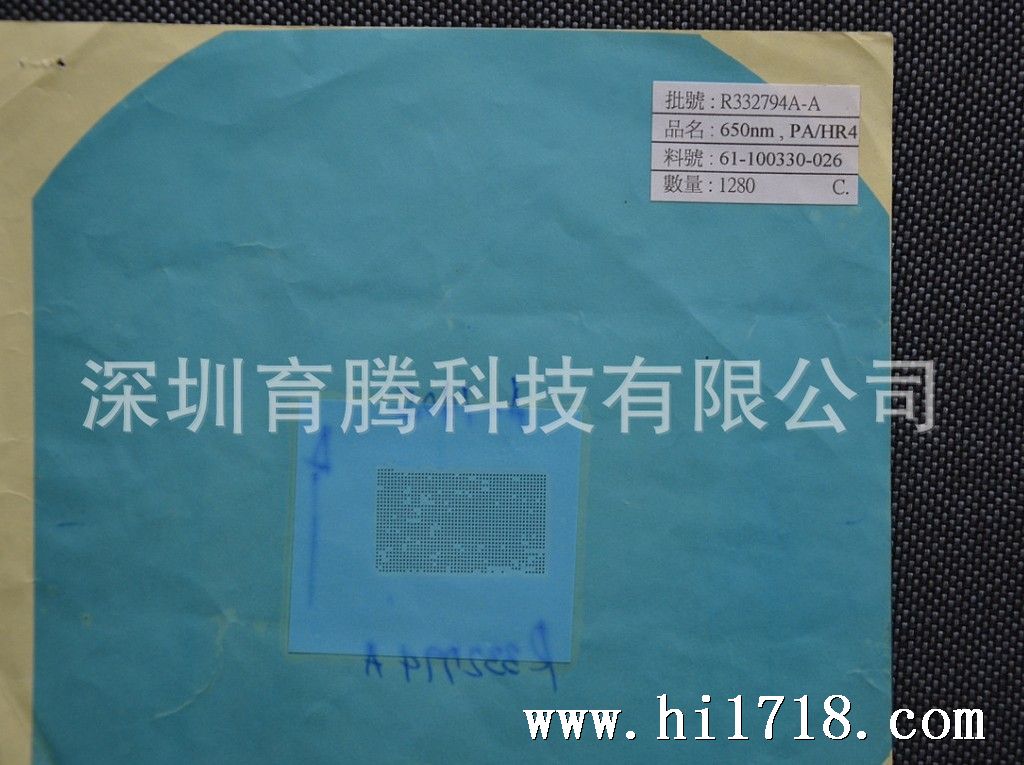 批號 : R332794A-A
品名 : 650nm , PA/HR4
料號 : 61-100330-026
數量 : 1280 C.
深圳育腾科技有限公司
A
R332794 A
www.hi1718.com